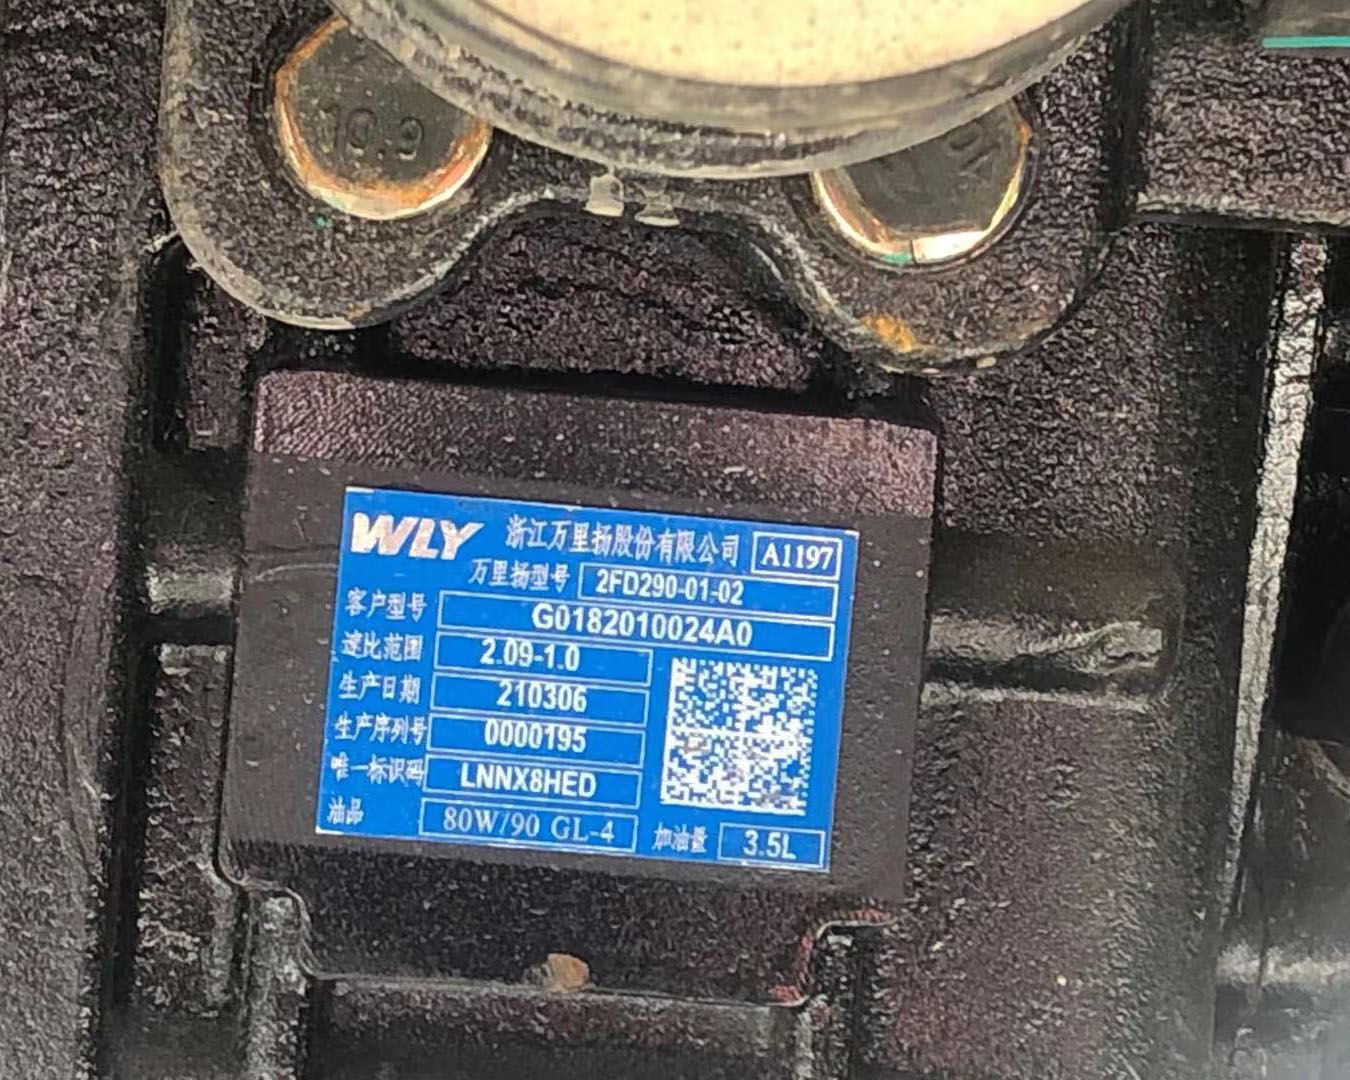 10.9
WLY 浙江万里扬股份有限公司 A1197
万里扬型号 2FD290-01-02
客户型号 G0182010024A0
速比范围 2.09-1.0
生产日期 210306
生产序列号 0000195
唯一标识码 LNNX8HED
油品 80W/90 GL-4 加油量 3.5L